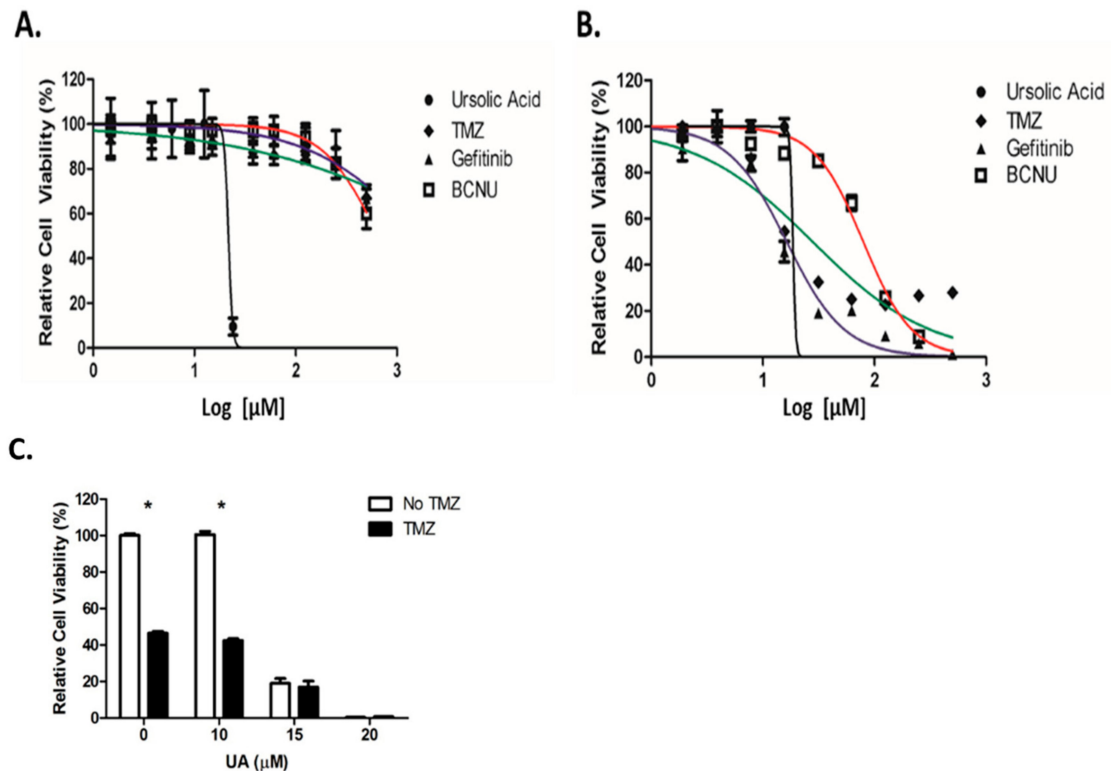 A.
120
100
80
60
40
20
0
Relative Cell Viability (%)
0 1 2 3
Log [μM]
Ursolic Acid
TMZ
Gefitinib
BCNU
B.
120
100
80
60
40
20
0
Relative Cell Viability (%)
0 1 2 3
Log [μM]
Ursolic Acid
TMZ
Gefitinib
BCNU
C.
120
100
80
60
40
20
0
Relative Cell Viability (%)
* *
0 10 15 20
UA (μM)
No TMZ
TMZ